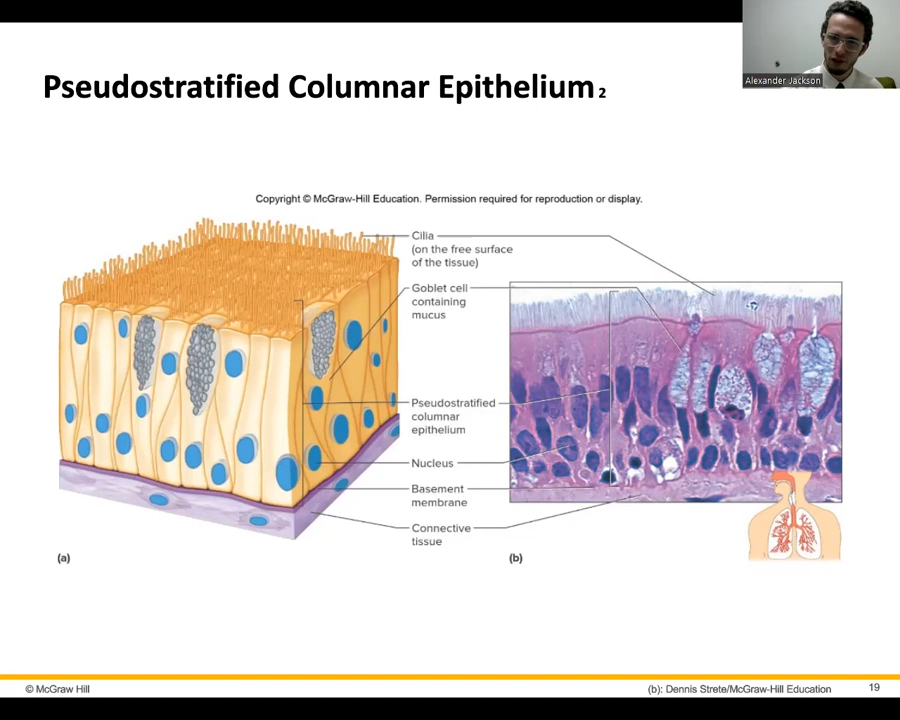 Alexander Jackson
Pseudostratified Columnar Epithelium 2
Copyright © McGraw-Hill Education. Permission required for reproduction or display.
Cilia
(on the free surface
of the tissue)
Goblet cell
containing
mucus
Pseudostratified
columnar
epithelium
Nucleus
Basement
membrane
Connective
tissue
(a)
(b)
© McGraw Hill
(b): Dennis Strete/McGraw-Hill Education
19